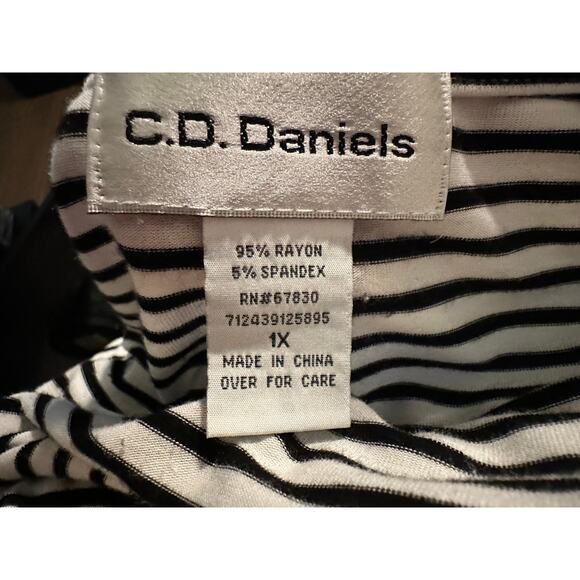 C.D. Daniels
95% RAYON
5% SPANDEX
RN#67830
712439125895
1X
MADE IN CHINA
OVER FOR CARE